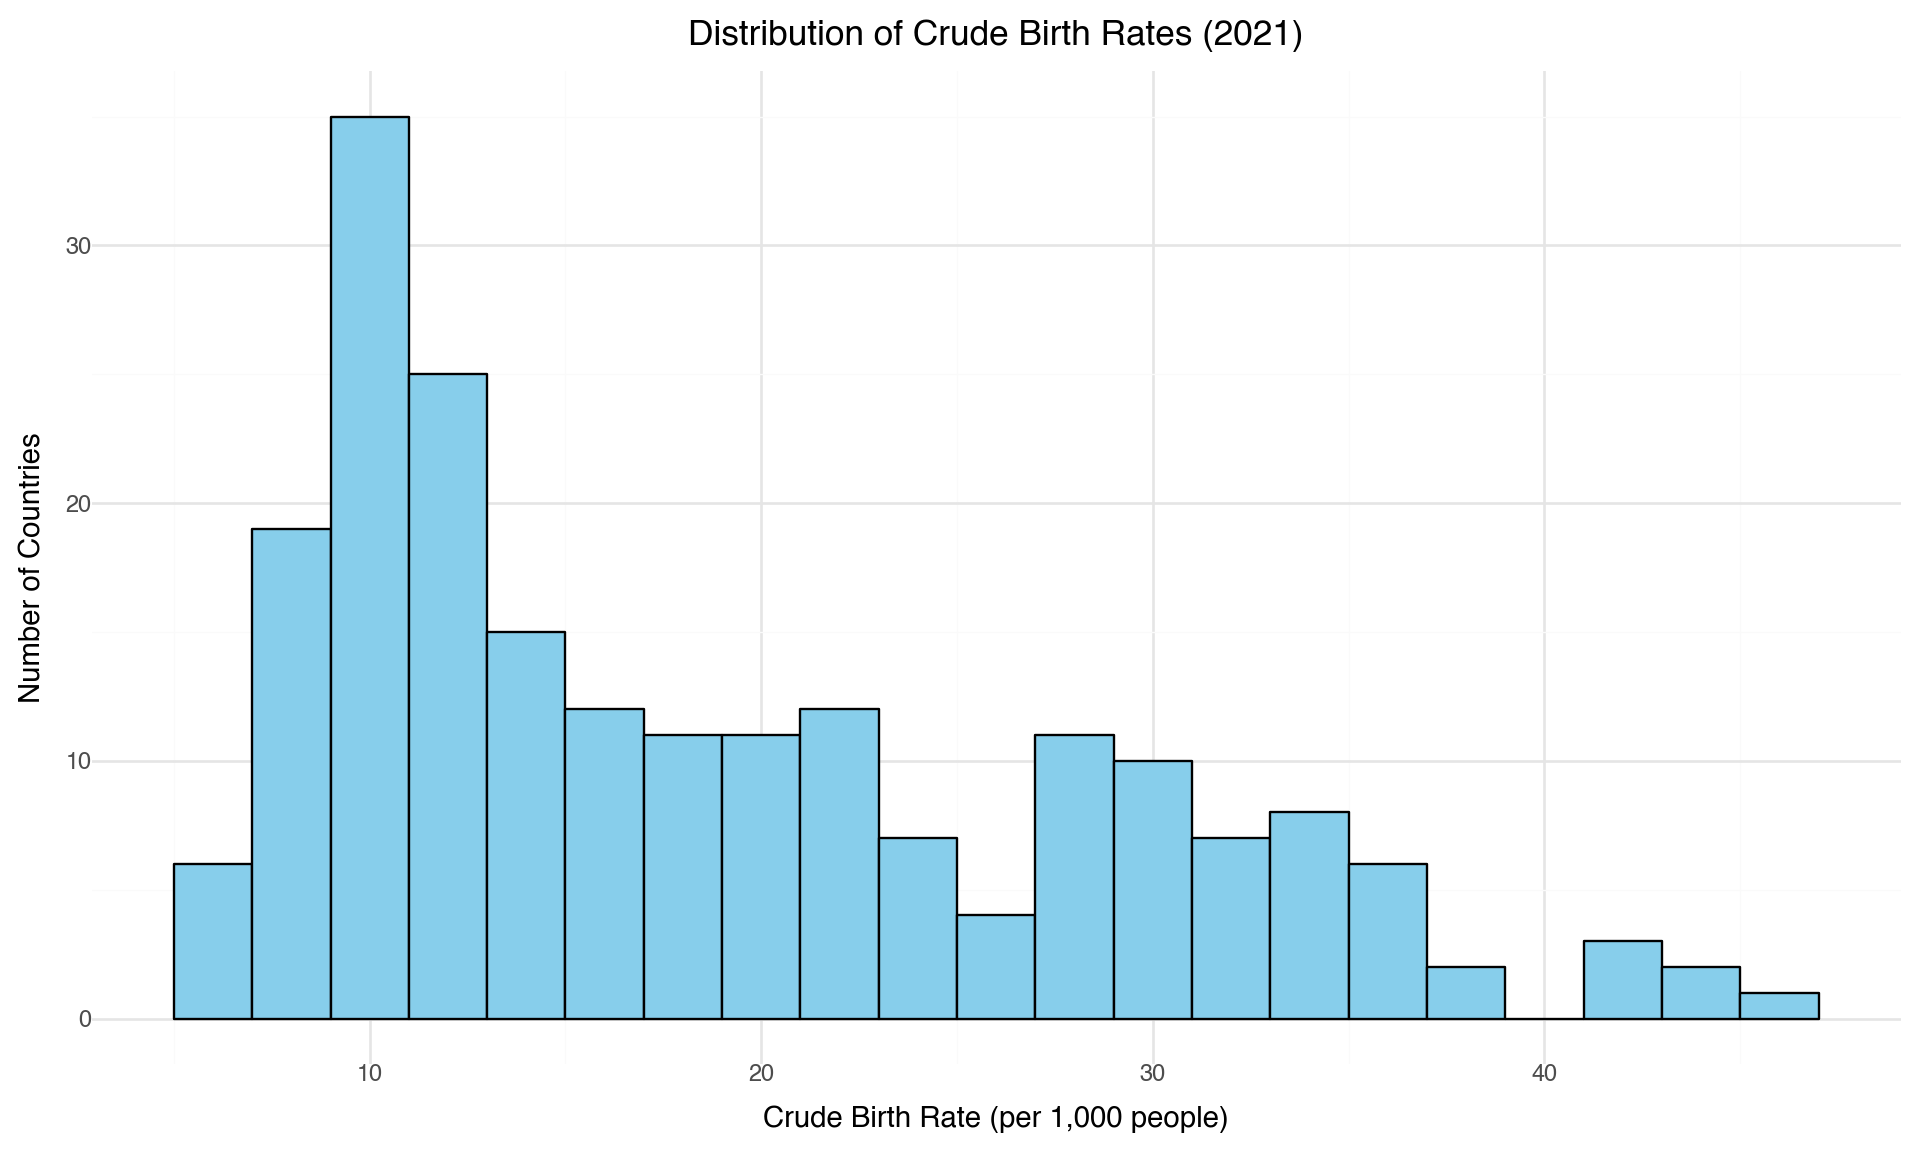 Distribution of Crude Birth Rates (2021)
Number of Countries
30
20
10
0
10 20 30 40
Crude Birth Rate (per 1,000 people)